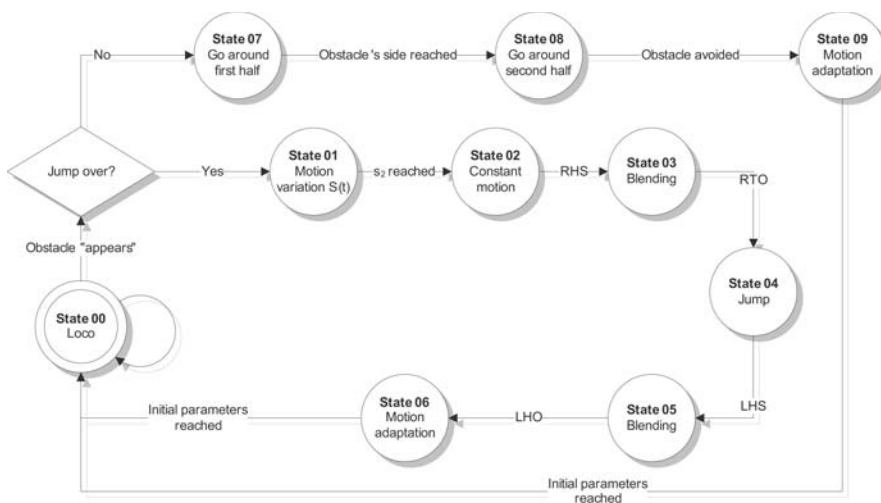 No
State 07
Go around
first half
Obstacle's side reached
State 08
Go around
second half
Obstacle avoided
State 09
Motion
adaptation
Jump over?
Yes
State 01
Motion
variation S(t)
s₂ reached
State 02
Constant
motion
RHS
State 03
Blending
RTO
Obstacle "appears"
State 00
Loco
State 04
Jump
LHS
State 05
Blending
LHO
State 06
Motion
adaptation
Initial parameters
reached
Initial parameters
reached